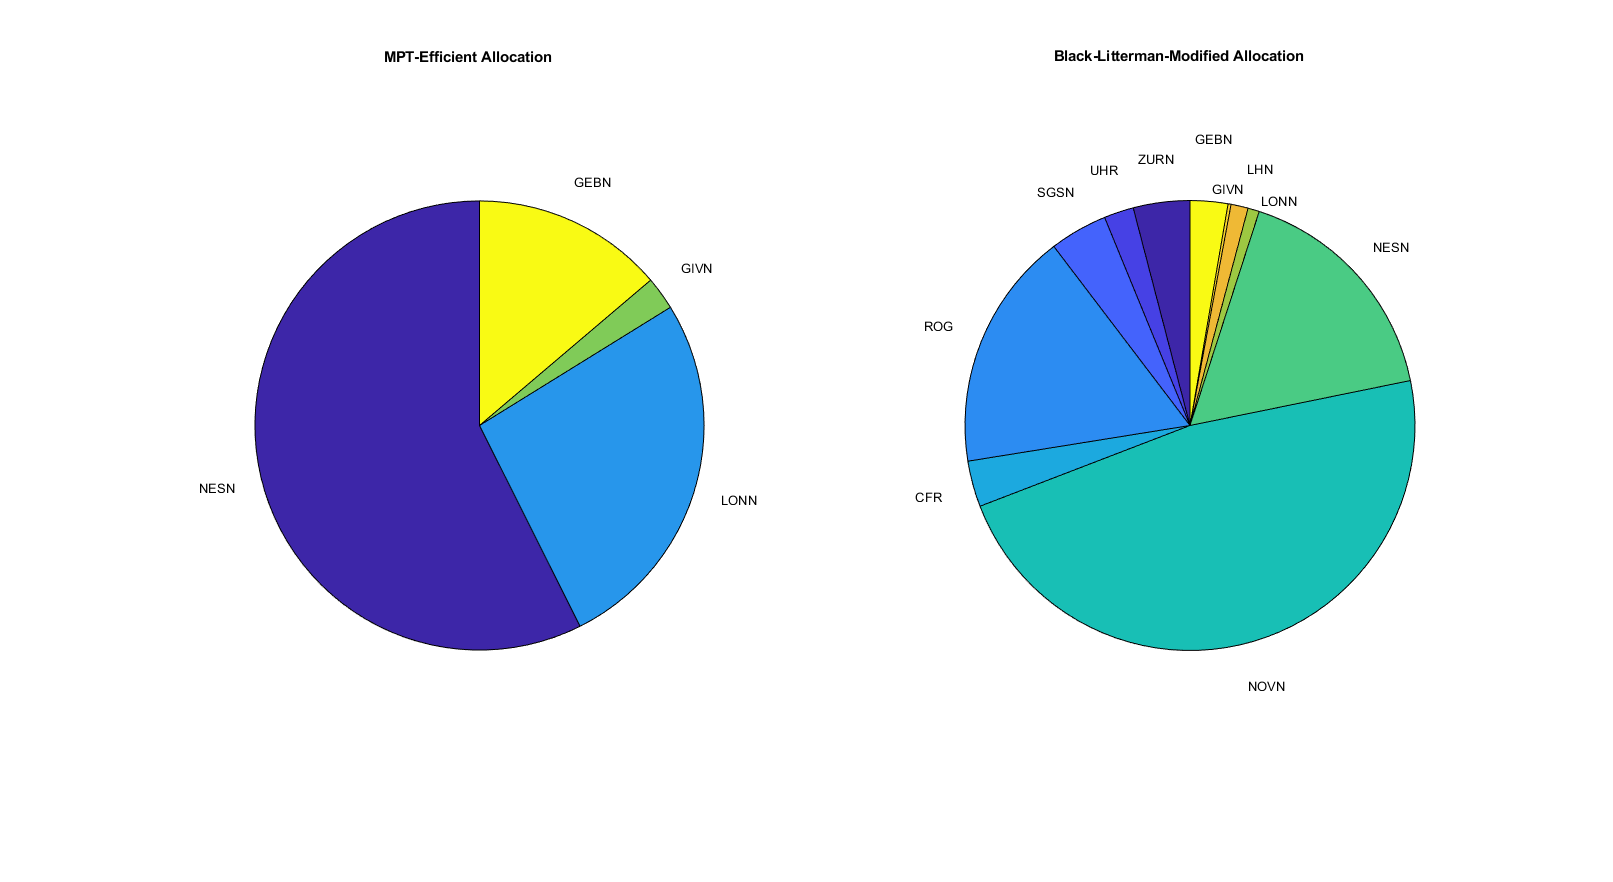 MPT-Efficient Allocation
GEBN
GIVN
NESN
LONN
Black-Litterman-Modified Allocation
GEBN
ZURN
LHN
UHR
GIVN
SGSN
LONN
NESN
ROG
CFR
NOVN